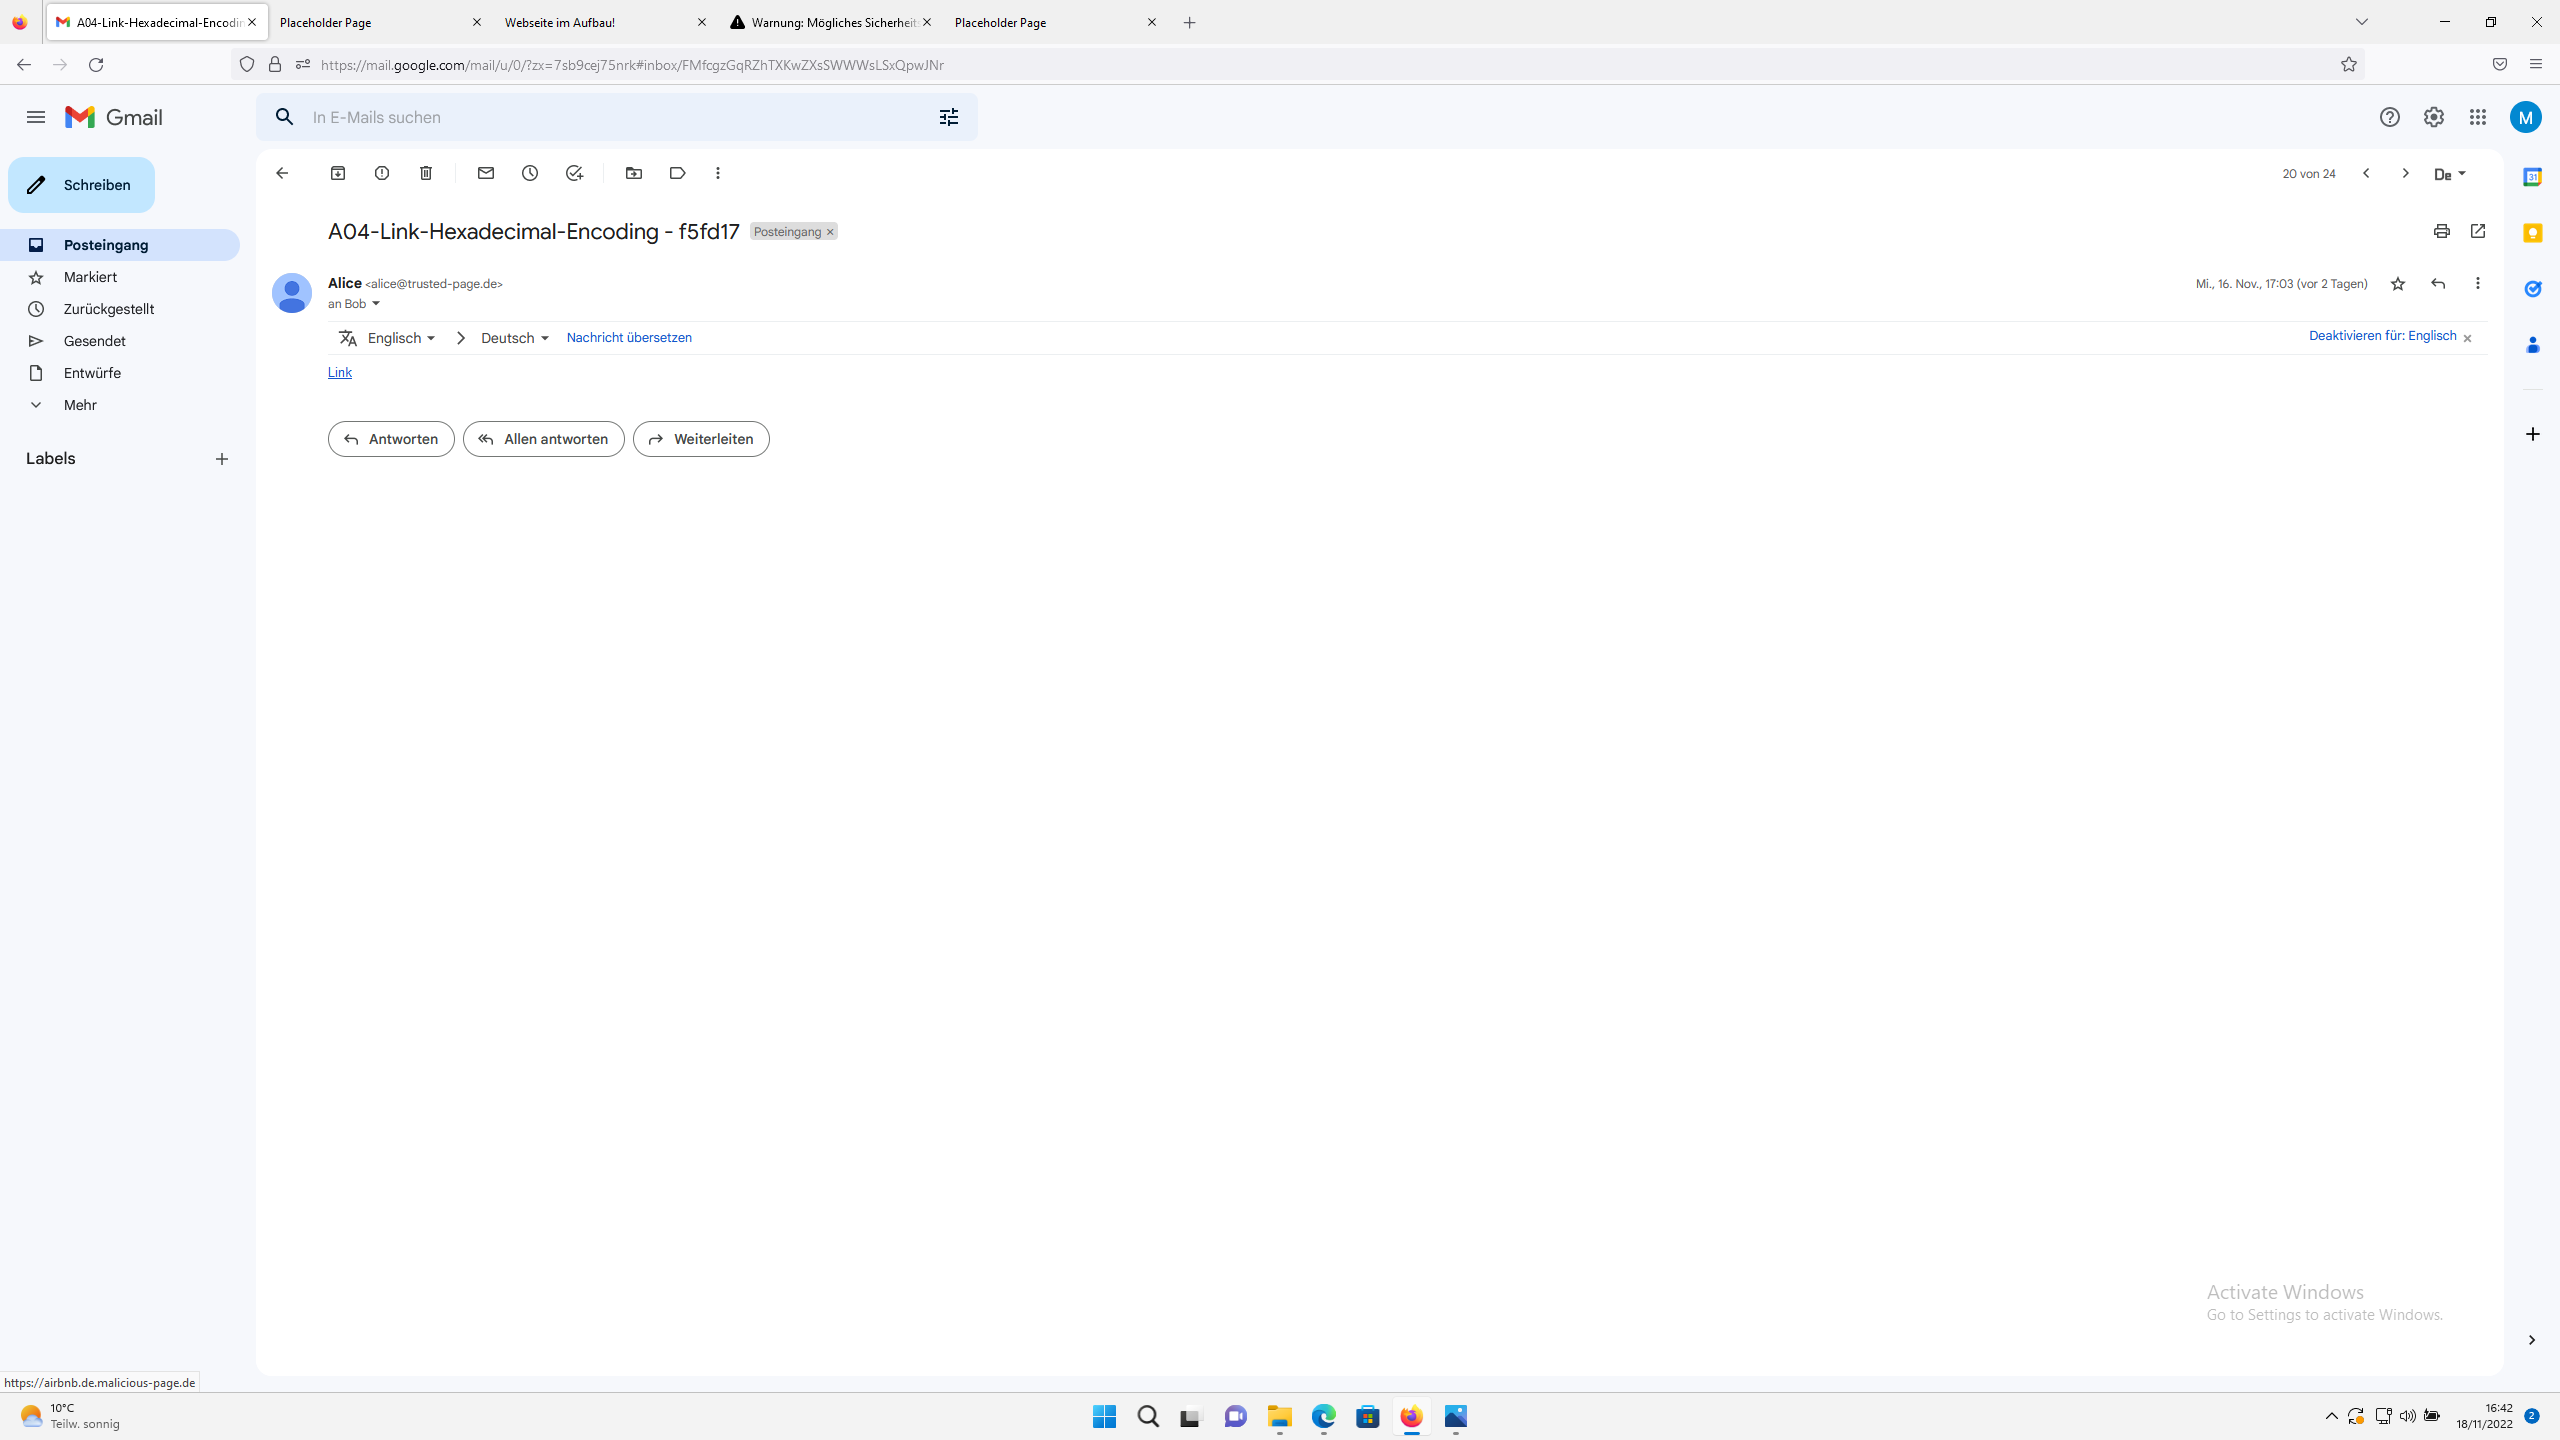 A04-Link-Hexadecimal-Encodin
Placeholder Page
Webseite im Aufbau!
Warnung: Mögliches Sicherheits
Placeholder Page
https://mail.google.com/mail/u/0/?zx=7sb9cej75nrk#inbox/FMfcgzGqRZhTXKwZXsSWWWsLSxQpwJNr
Gmail
In E-Mails suchen
M
Schreiben
20 von 24
De
Posteingang
Markiert
Zurückgestellt
Gesendet
Entwürfe
Mehr
Labels
A04-Link-Hexadecimal-Encoding - f5fd17
Posteingang
Alice <alice@trusted-page.de>
Mi., 16. Nov., 17:03 (vor 2 Tagen)
an Bob
Englisch
Deutsch
Nachricht übersetzen
Deaktivieren für: Englisch
Link
Antworten
Allen antworten
Weiterleiten
31
Activate Windows
Go to Settings to activate Windows.
https://airbnb.de.malicious-page.de
10°C
Teilw. sonnig
16:42
18/11/2022
2